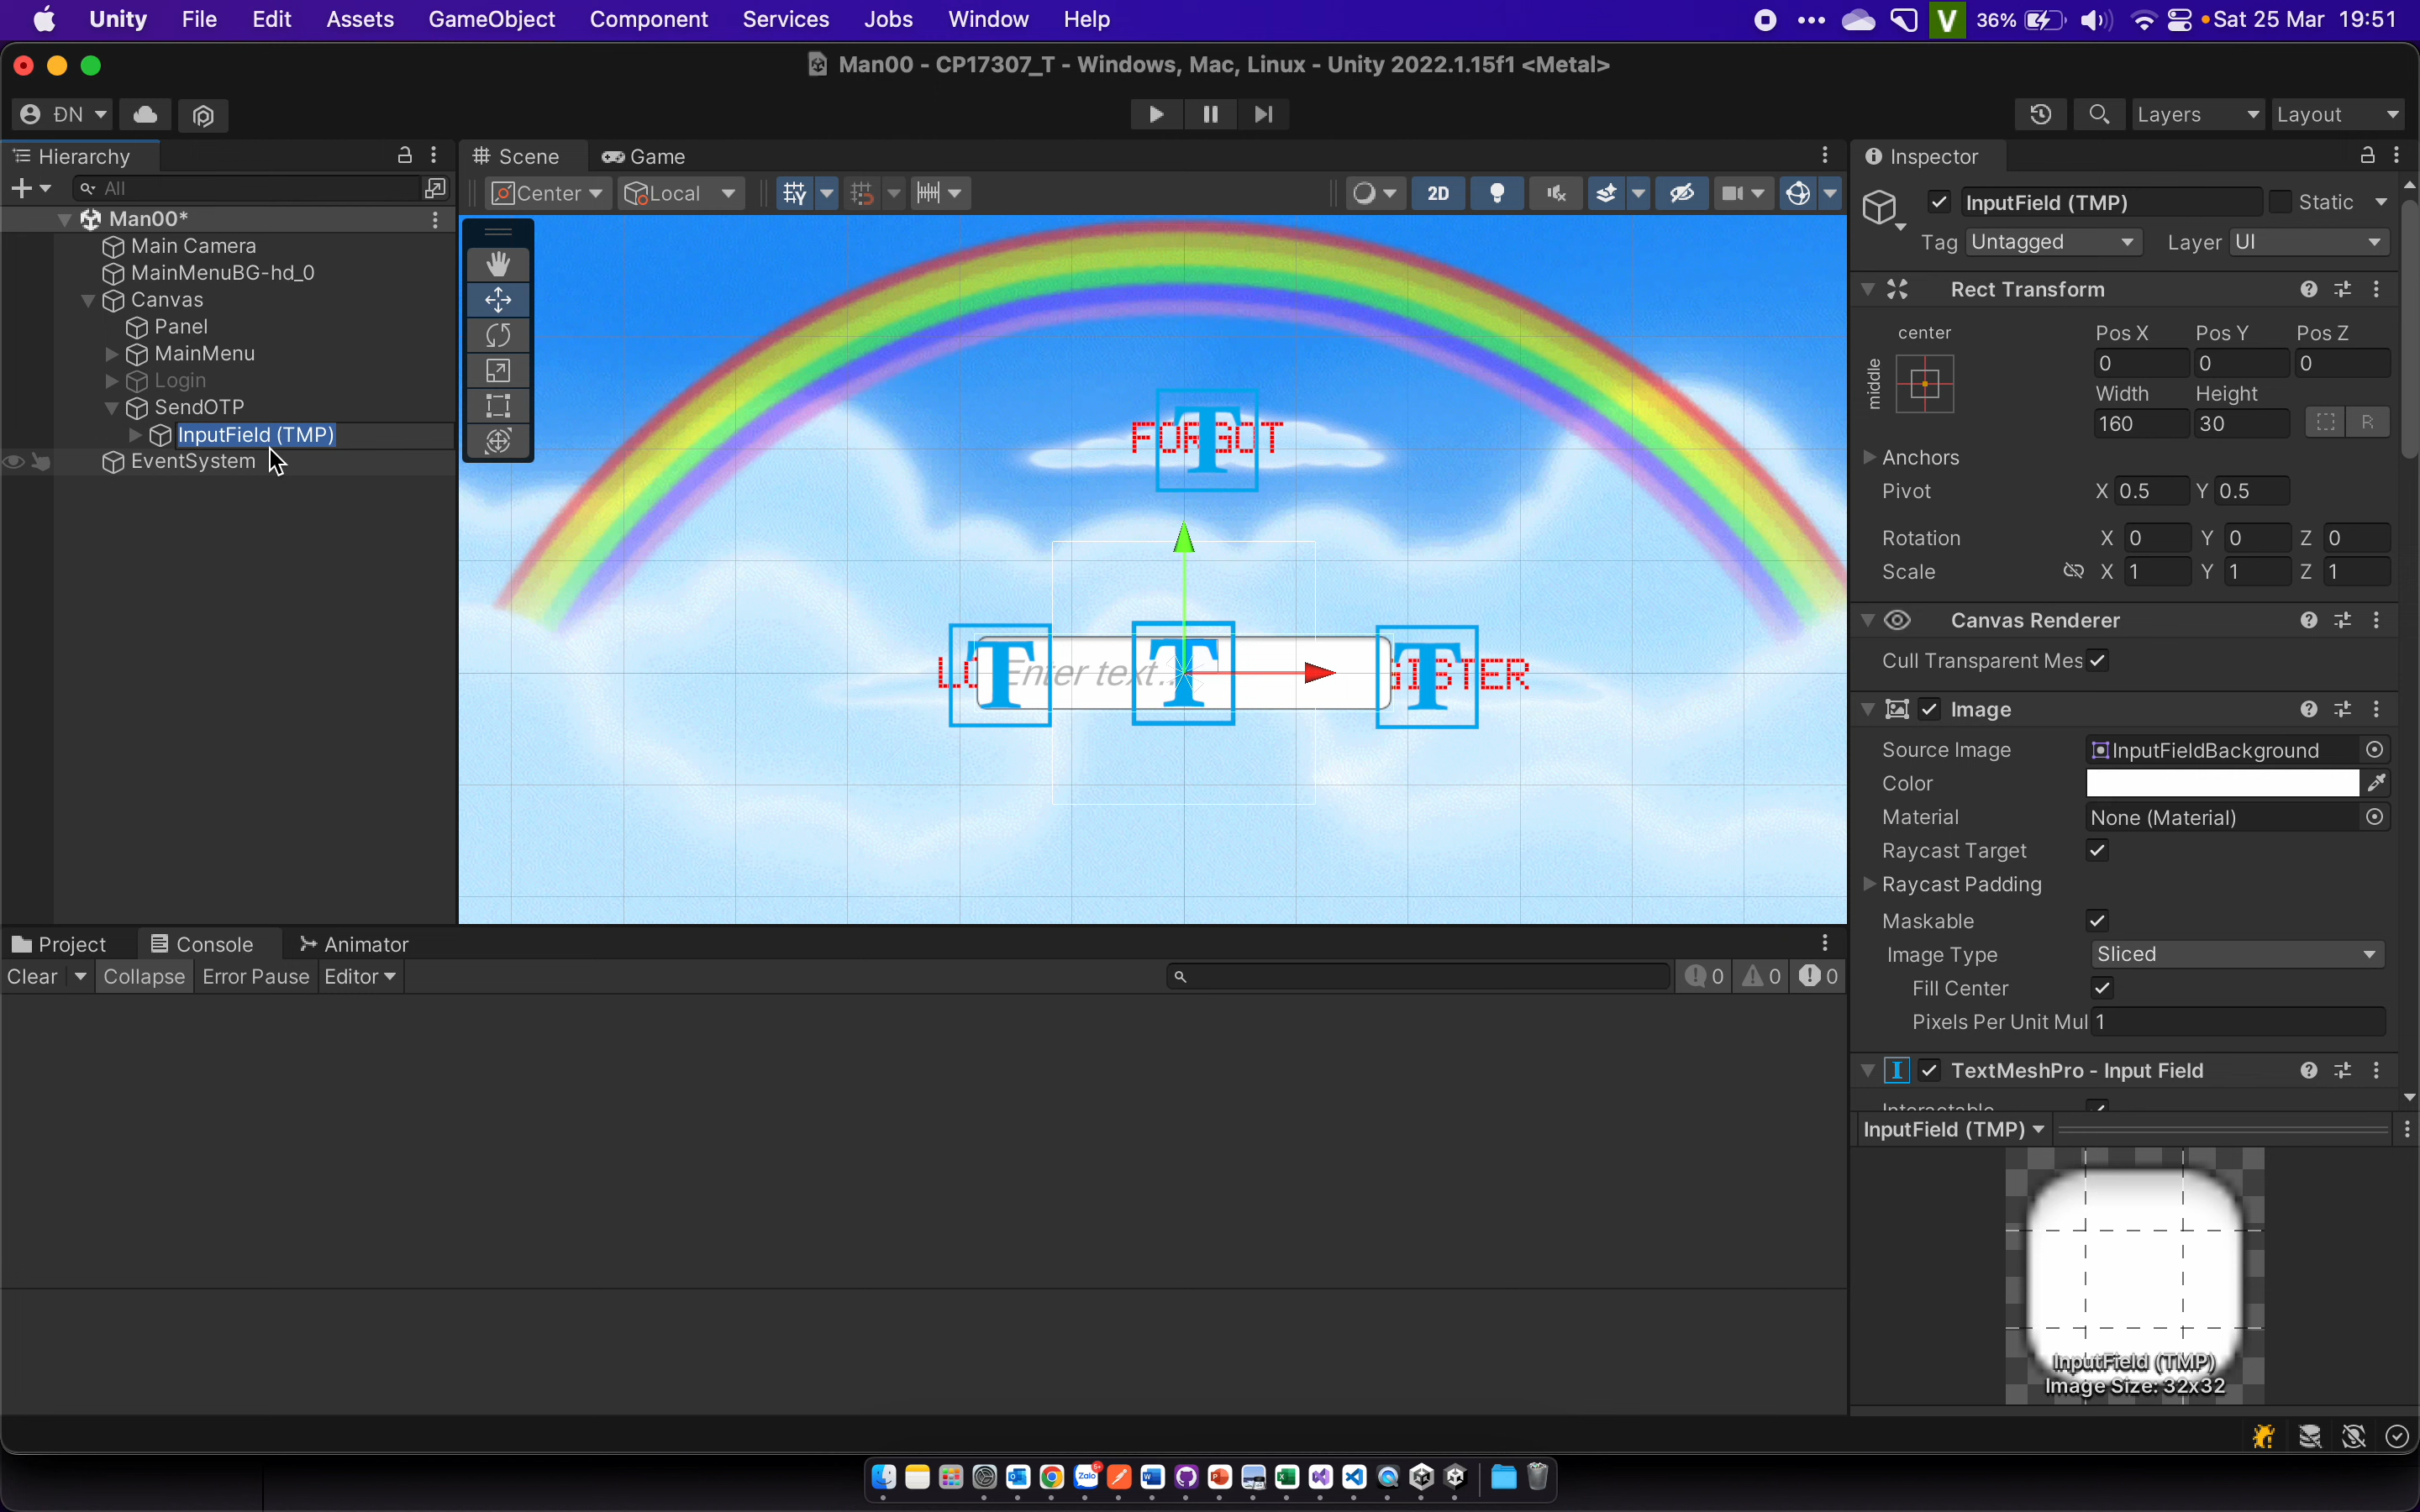 Unity File Edit Assets GameObject Component Services Jobs Window Help
V 36% Sat 25 Mar 19:51
Man00 - CP17307_T - Windows, Mac, Linux - Unity 2022.1.15f1 <Metal>
ĐN
Layers Layout
Hierarchy
All
Man00*
Main Camera
MainMenuBG-hd_0
Canvas
Panel
MainMenu
Login
SendOTP
InputField (TMP)
EventSystem
Scene Game
Center Local
2D
FORGOT
Enter text...
Project Console Animator
Clear Collapse Error Pause Editor
0 0 0
Inspector
InputField (TMP) Static
Tag Untagged Layer UI
Rect Transform
center
middle
Pos X Pos Y Pos Z
0 0 0
Width Height
160 30
R
Anchors
Pivot X 0.5 Y 0.5
Rotation X 0 Y 0 Z 0
Scale X 1 Y 1 Z 1
Canvas Renderer
Cull Transparent Mes
Image
Source Image InputFieldBackground
Color
Material None (Material)
Raycast Target
Raycast Padding
Maskable
Image Type Sliced
Fill Center
Pixels Per Unit Mul 1
TextMeshPro - Input Field
Interactable
InputField (TMP)
InputField (TMP)
Image Size: 32x32